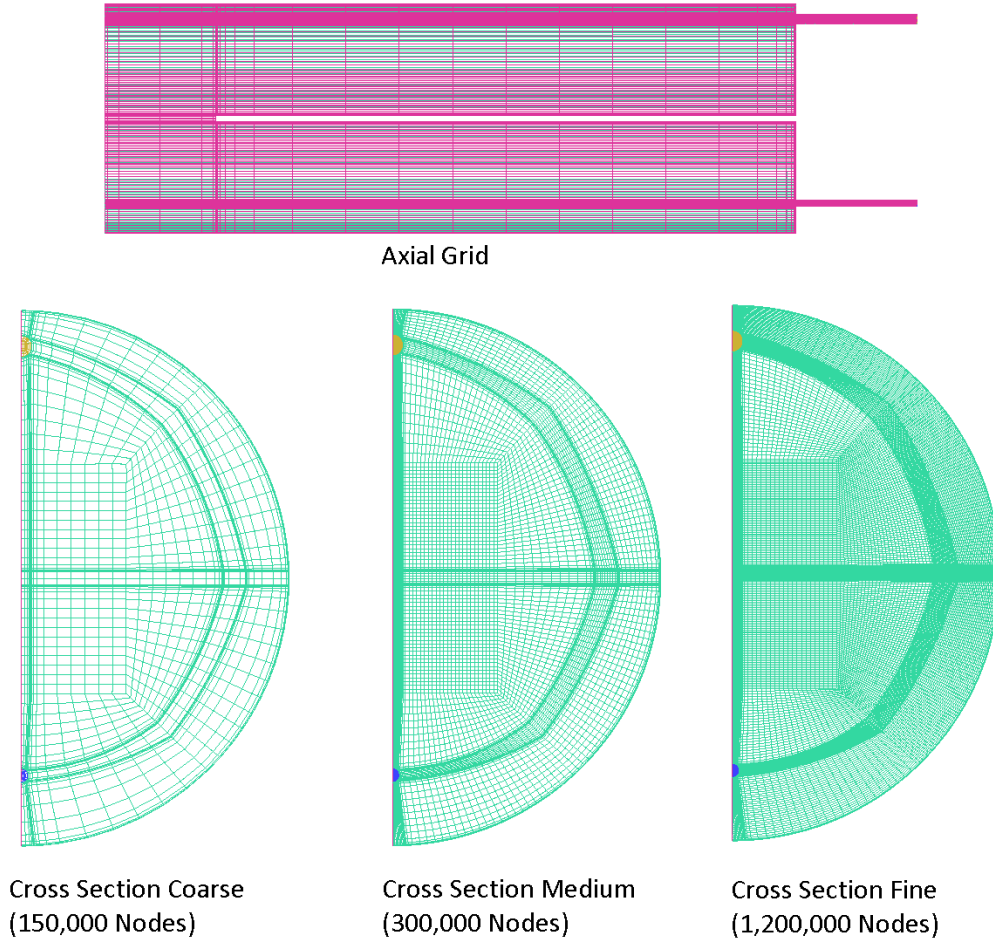 Axial Grid
Cross Section Coarse
(150,000 Nodes)
Cross Section Medium
(300,000 Nodes)
Cross Section Fine
(1,200,000 Nodes)